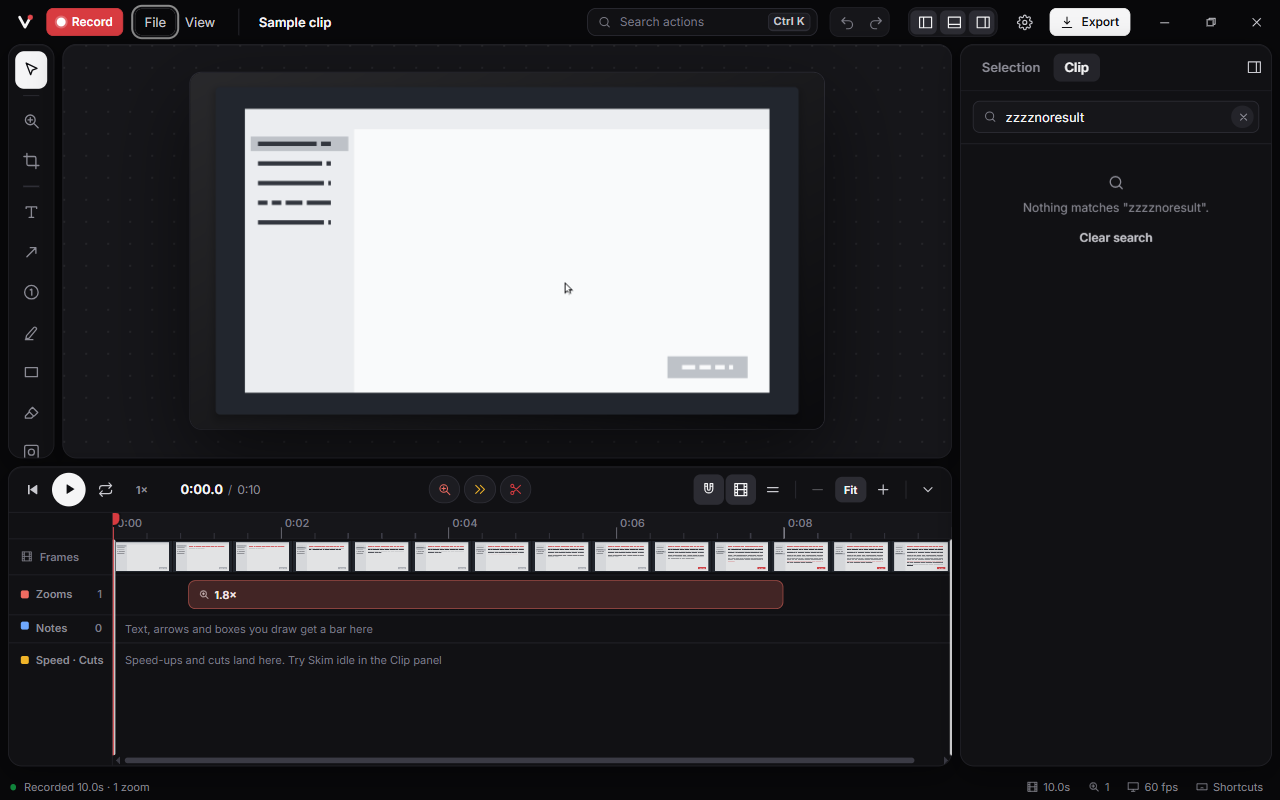 Record File View Sample clip Search actions Ctrl K Export
Selection Clip
zzzznoresult
Nothing matches "zzzznoresult".
Clear search
1× 0:00.0 / 0:10 Fit
0:00 0:02 0:04 0:06 0:08
Frames
Zooms 1 1.8×
Notes 0 Text, arrows and boxes you draw get a bar here
Speed · Cuts Speed-ups and cuts land here. Try Skim idle in the Clip panel
Recorded 10.0s · 1 zoom 10.0s 1 60 fps Shortcuts